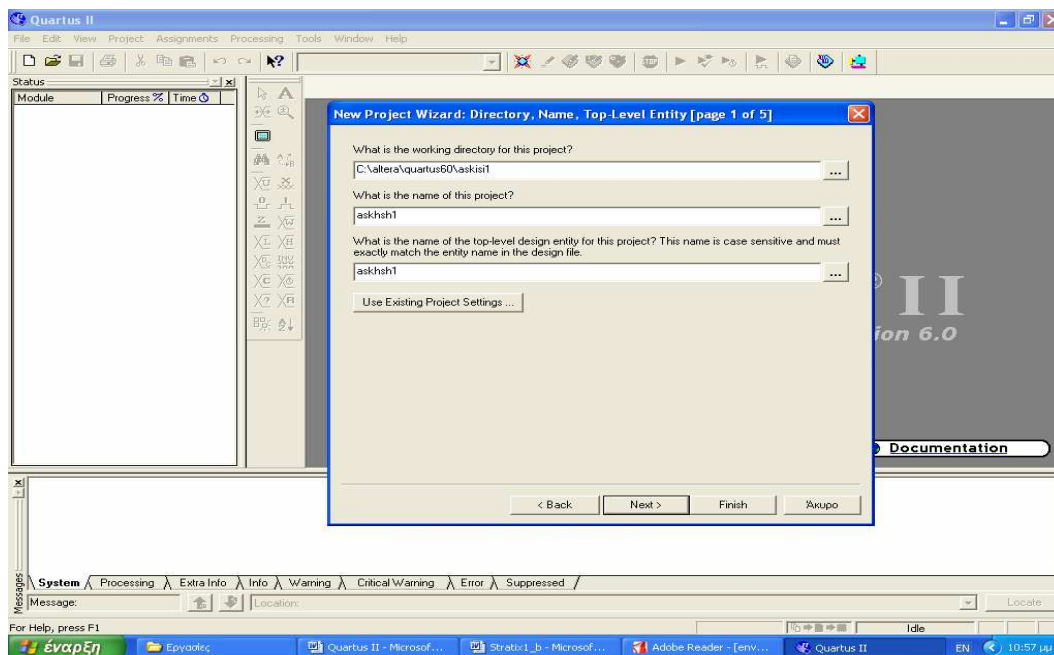 Quartus II
File Edit View Project Assignments Processing Tools Window Help
Status
Module Progress % Time
New Project Wizard: Directory, Name, Top-Level Entity [page 1 of 5]
What is the working directory for this project?
C:\altera\quartus60\askisi1
...
What is the name of this project?
askhsh1
...
What is the name of the top-level design entity for this project? This name is case sensitive and must
exactly match the entity name in the design file.
askhsh1
...
Use Existing Project Settings ...
< Back Next > Finish Άκυρο
® II
ion 6.0
Documentation
System Processing Extra Info Info Warning Critical Warning Error Suppressed
Messages
Message: Location: Locate
For Help, press F1 Idle
έναρξη Εργασίες Quartus II - Microsof... Stratix1_b - Microsof... Adobe Reader - [env... Quartus II EN 10:57 μμ